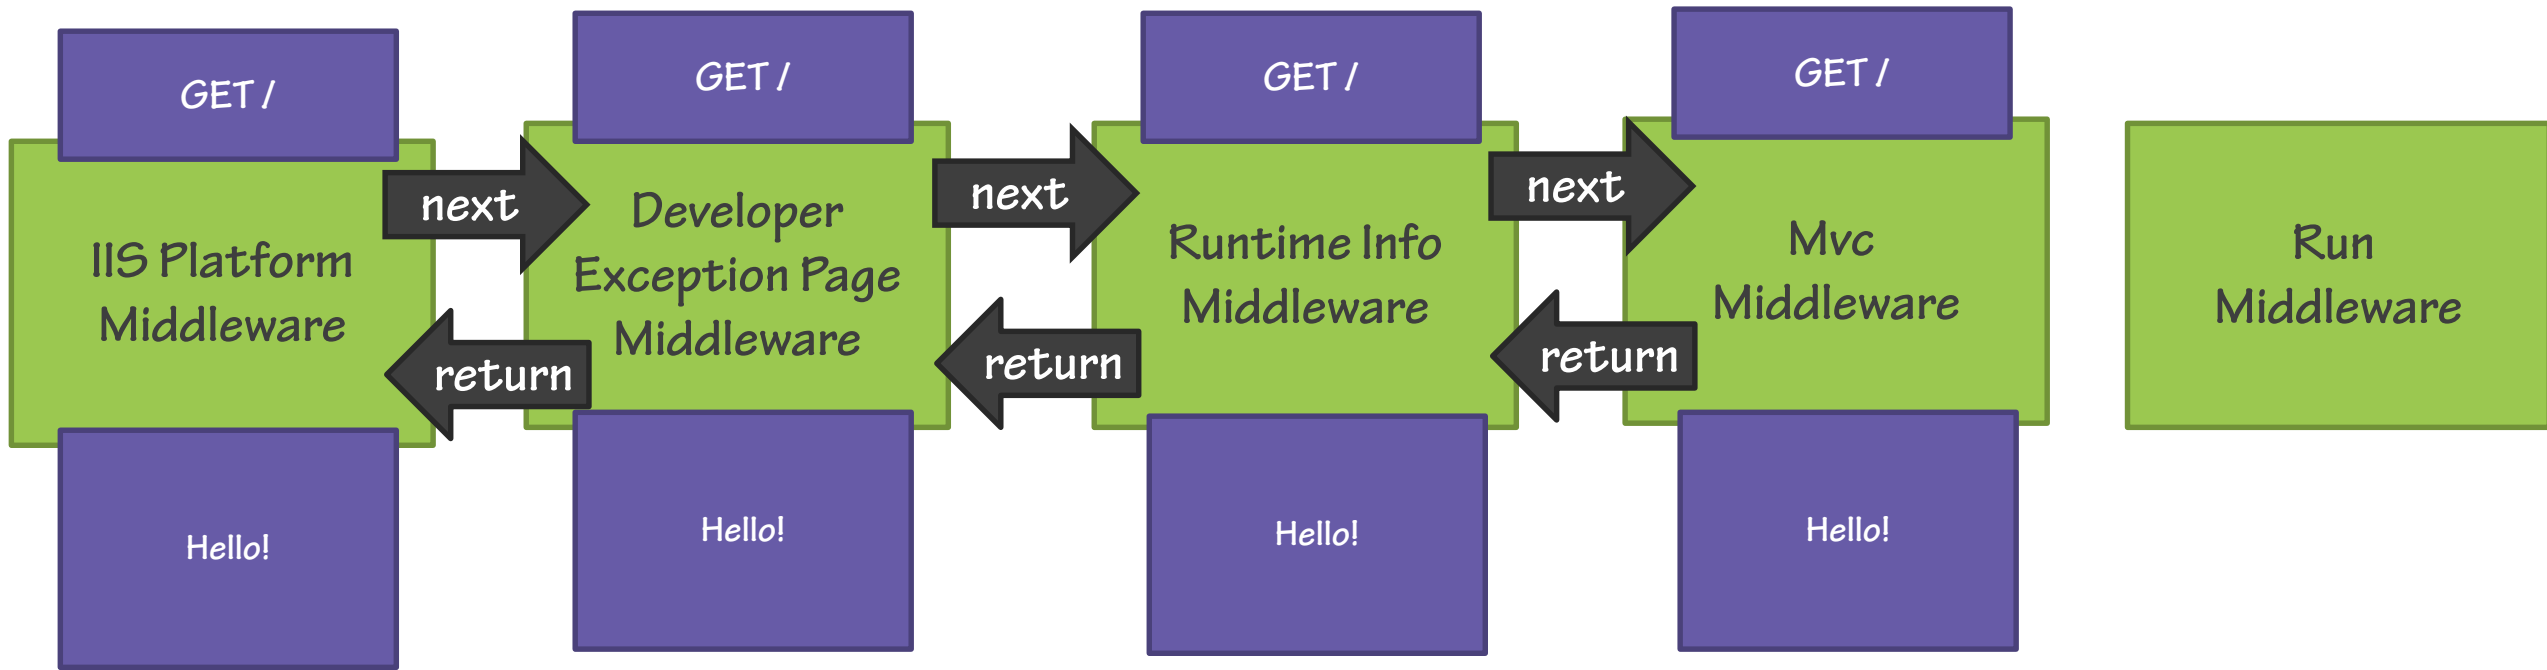 GET /
GET /
GET /
GET /
next
next
next
IIS Platform
Middleware
Developer
Exception Page
Middleware
Runtime Info
Middleware
Mvc
Middleware
Run
Middleware
return
return
return
Hello!
Hello!
Hello!
Hello!